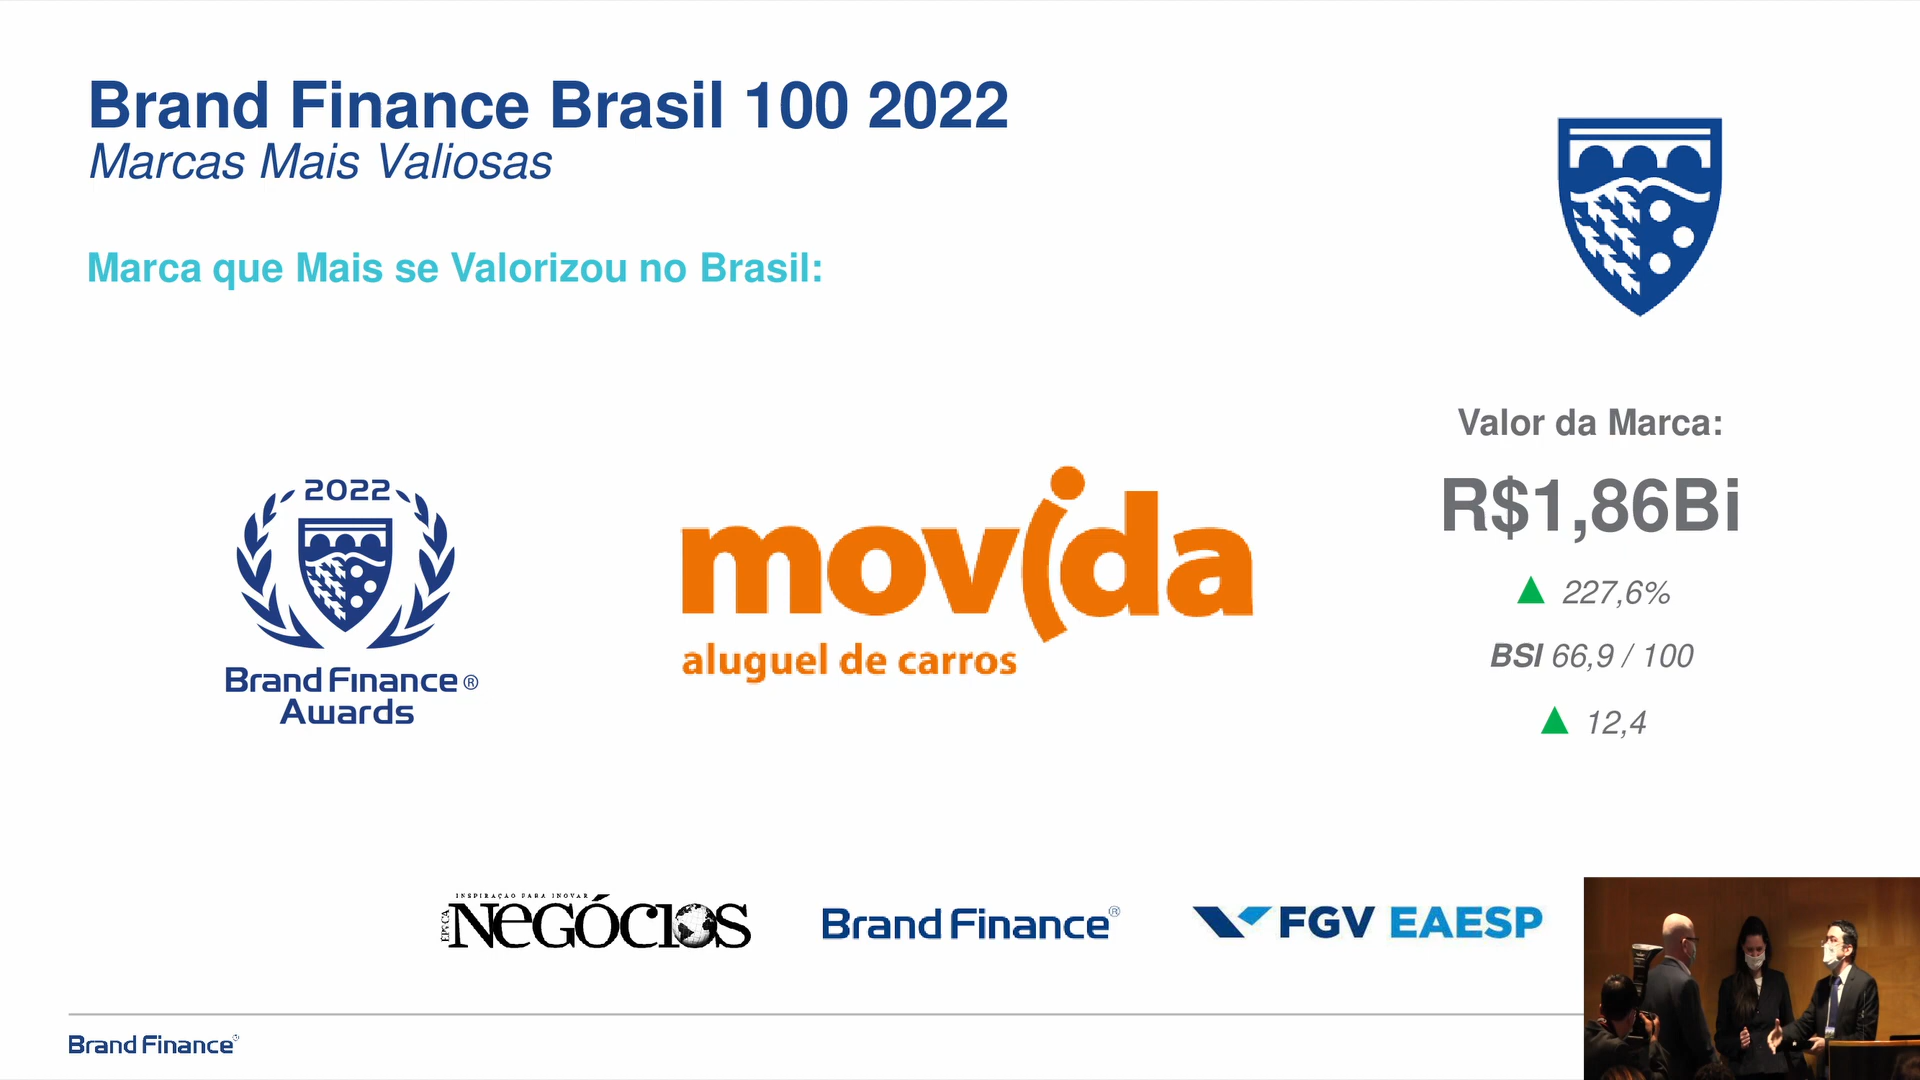 Brand Finance Brasil 100 2022
Marcas Mais Valiosas
Marca que Mais se Valorizou no Brasil:
2022
Brand Finance®
Awards
movida
aluguel de carros
Valor da Marca:
R$1,86Bi
▲ 227,6%
BSI 66,9 / 100
▲ 12,4
INSPIRAÇÃO PARA INOVAR
ÉPOCA
NEGÓCIOS
Brand Finance®
FGV EAESP
Brand Finance®